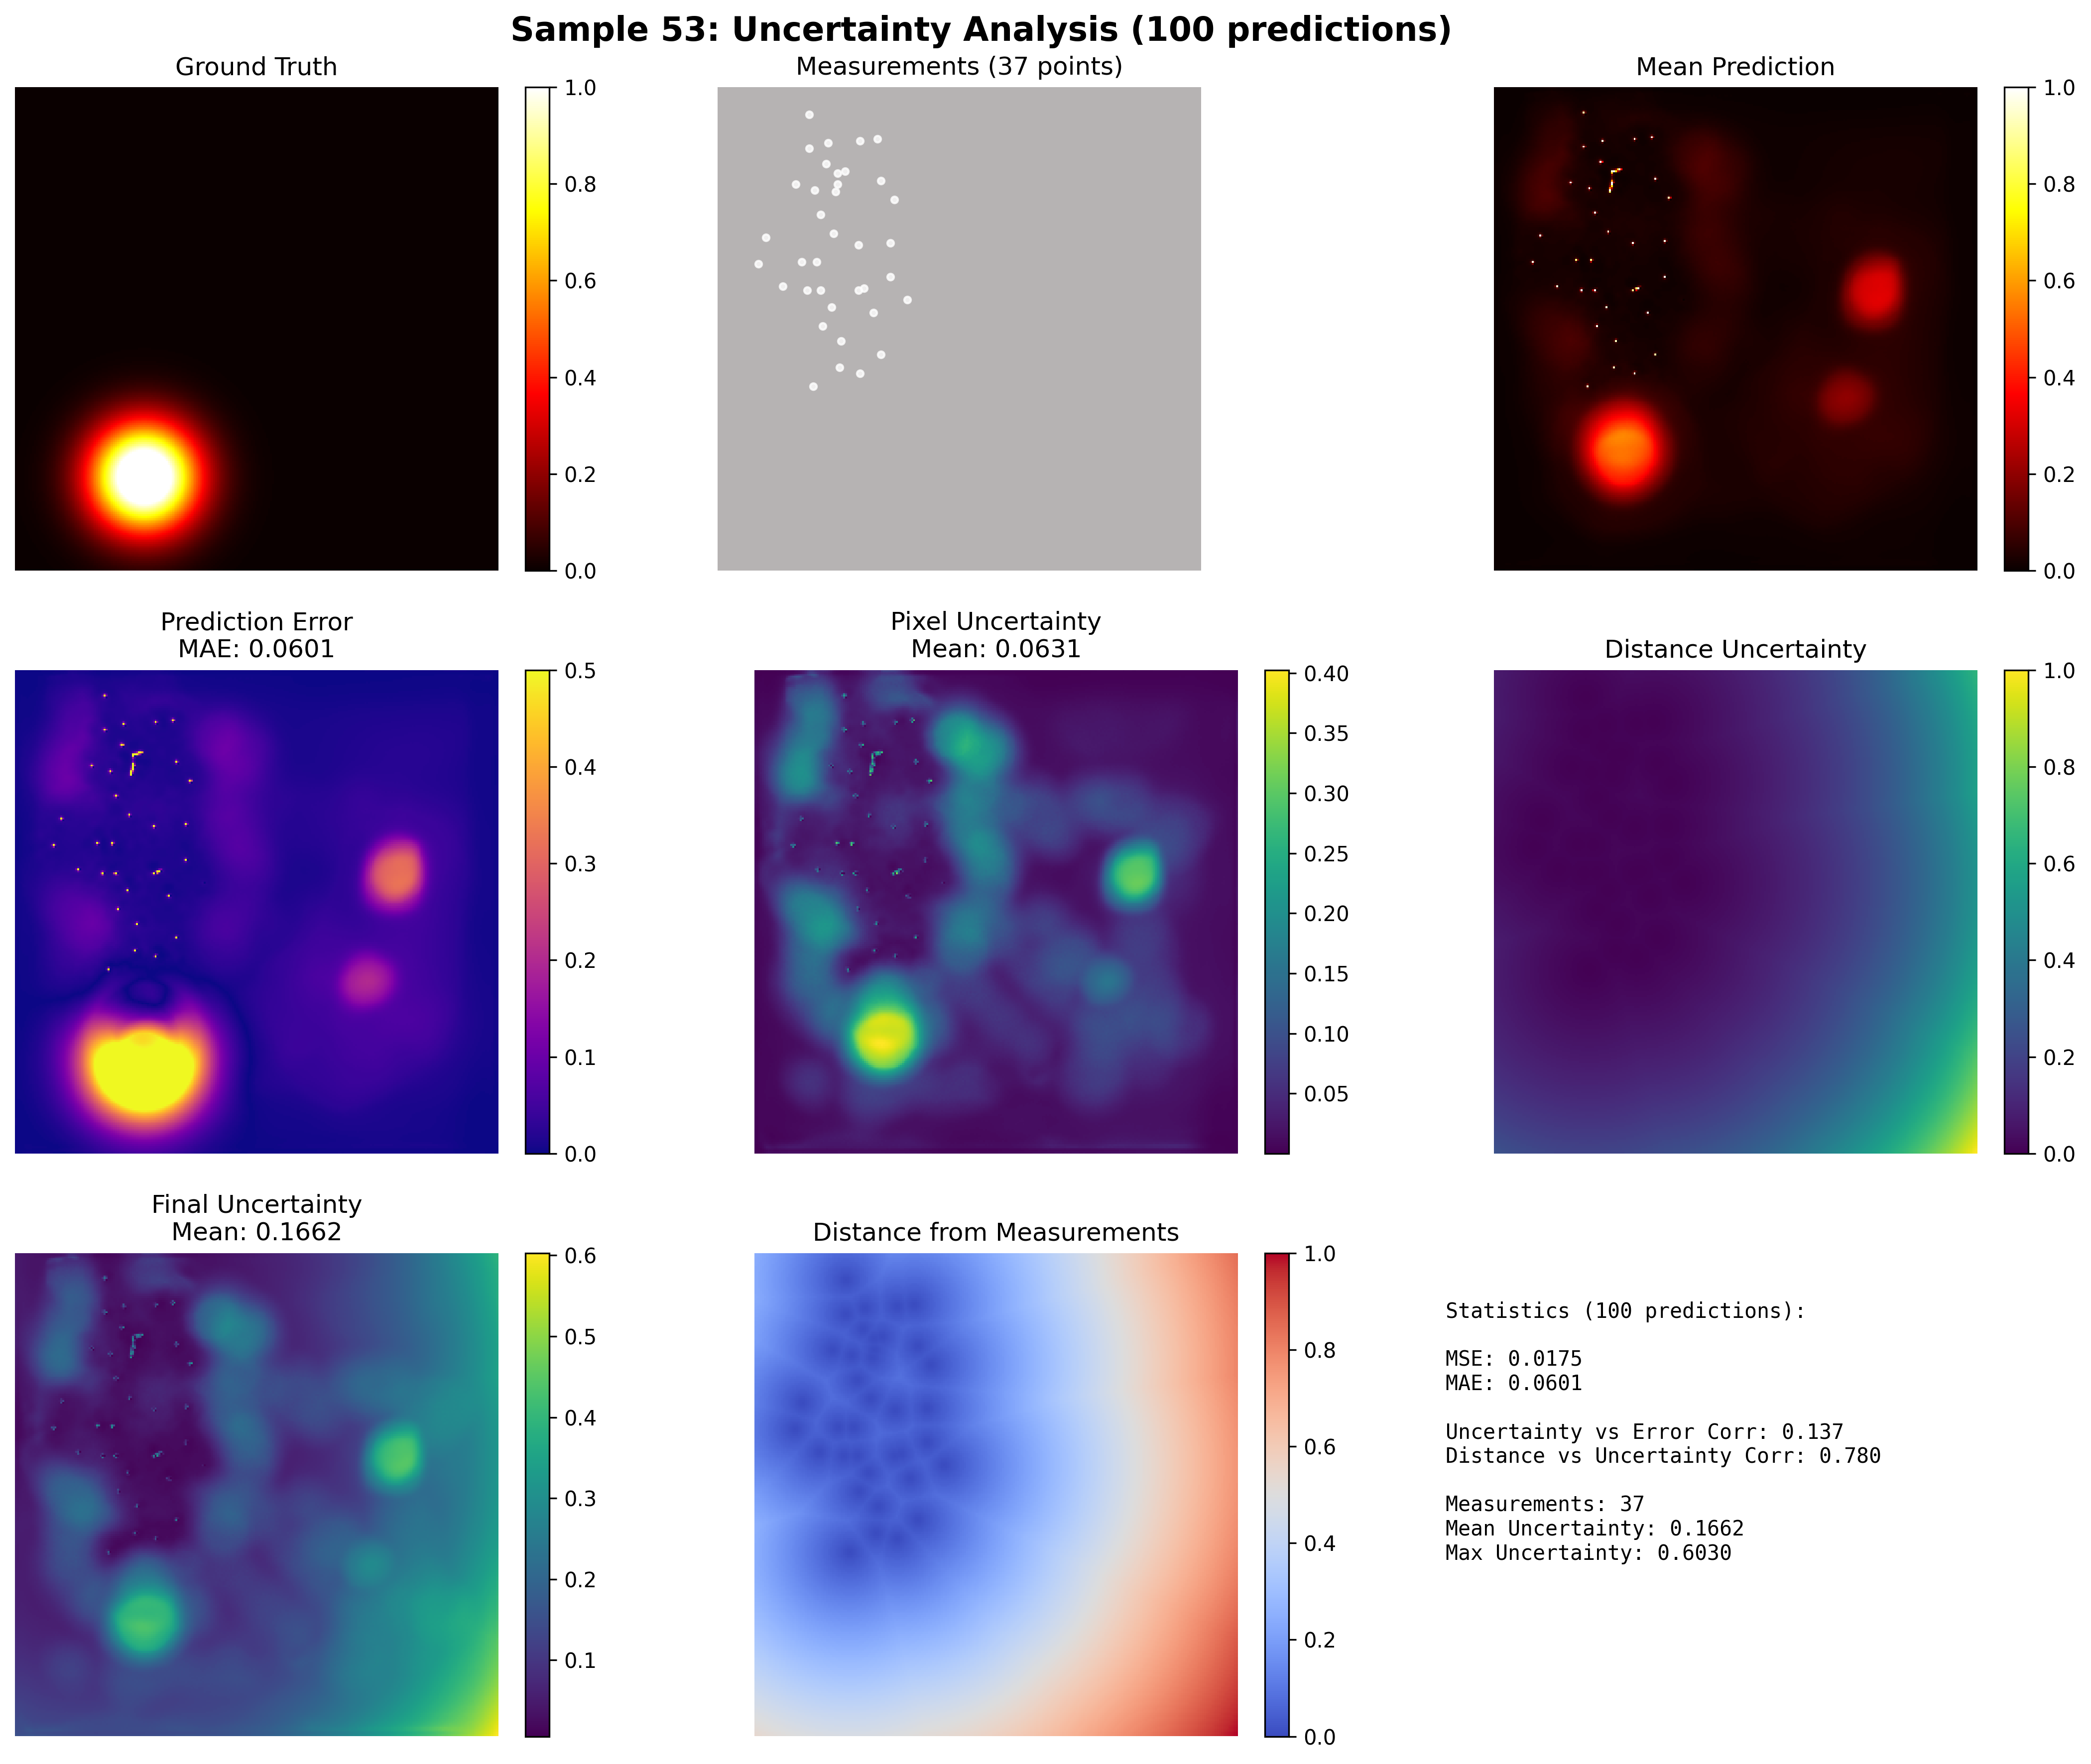 Sample 53: Uncertainty Analysis (100 predictions)
Ground Truth
1.0
0.8
0.6
0.4
0.2
0.0
Measurements (37 points)
Mean Prediction
1.0
0.8
0.6
0.4
0.2
0.0
Prediction Error
MAE: 0.0601
0.5
0.4
0.3
0.2
0.1
0.0
Pixel Uncertainty
Mean: 0.0631
0.40
0.35
0.30
0.25
0.20
0.15
0.10
0.05
Distance Uncertainty
1.0
0.8
0.6
0.4
0.2
0.0
Final Uncertainty
Mean: 0.1662
0.6
0.5
0.4
0.3
0.2
0.1
Distance from Measurements
1.0
0.8
0.6
0.4
0.2
0.0
Statistics (100 predictions):
MSE: 0.0175
MAE: 0.0601
Uncertainty vs Error Corr: 0.137
Distance vs Uncertainty Corr: 0.780
Measurements: 37
Mean Uncertainty: 0.1662
Max Uncertainty: 0.6030